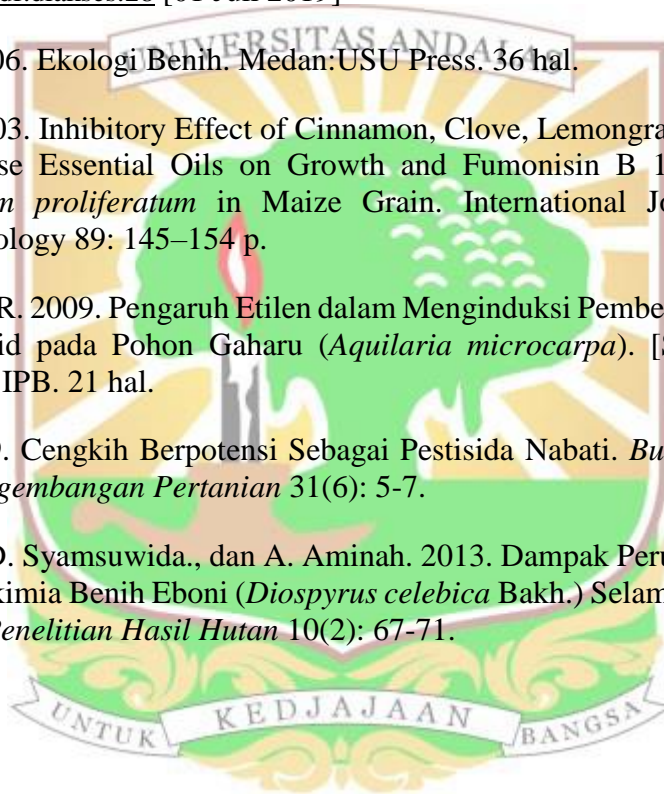 [01 Juli 2019]
UNIVERSITAS ANDALAS
06. Ekologi Benih. Medan:USU Press. 36 hal.
03. Inhibitory Effect of Cinnamon, Clove, Lemongra
se Essential Oils on Growth and Fumonisin B 1
m proliferatum in Maize Grain. International Jo
ology 89: 145–154 p.
R. 2009. Pengaruh Etilen dalam Menginduksi Pembe
id pada Pohon Gaharu (Aquilaria microcarpa). [S
IPB. 21 hal.
. Cengkih Berpotensi Sebagai Pestisida Nabati. Bu
gembangan Pertanian 31(6): 5-7.
D. Syamsuwida., dan A. Aminah. 2013. Dampak Peru
kimia Benih Eboni (Diospyrus celebica Bakh.) Selam
Penelitian Hasil Hutan 10(2): 67-71.
UNTUK KEDJAJAAN BANGSA